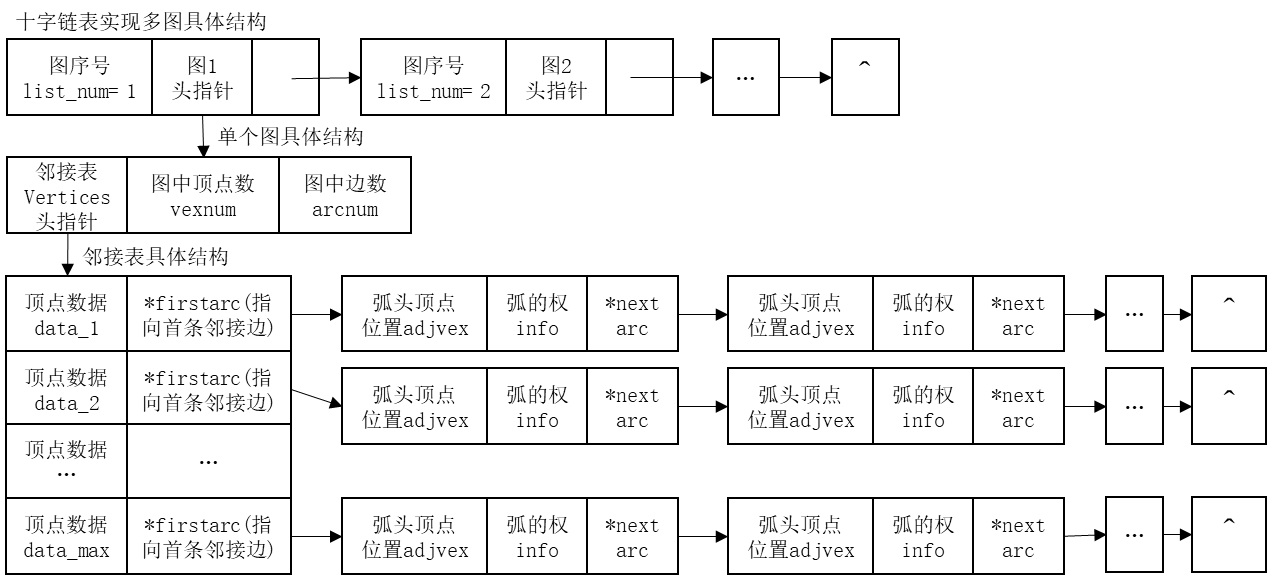 十字链表实现多图具体结构
图序号
list_num= 1
图1
头指针
图序号
list_num= 2
图2
头指针
…
^
单个图具体结构
邻接表
Vertices
头指针
图中顶点数
vexnum
图中边数
arcnum
邻接表具体结构
顶点数据
data_1
*firstarc(指
向首条邻接边)
弧头顶点
位置adjvex
弧的权
info
*next
arc
弧头顶点
位置adjvex
弧的权
info
*next
arc
…
^
顶点数据
data_2
*firstarc(指
向首条邻接边)
弧头顶点
位置adjvex
弧的权
info
*next
arc
弧头顶点
位置adjvex
弧的权
info
*next
arc
…
^
顶点数据
…
…
顶点数据
data_max
*firstarc(指
向首条邻接边)
弧头顶点
位置adjvex
弧的权
info
*next
arc
弧头顶点
位置adjvex
弧的权
info
*next
arc
…
^